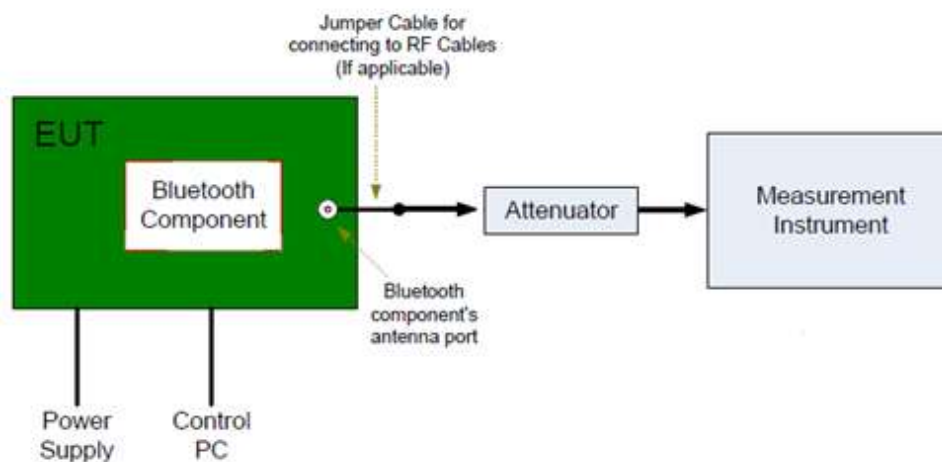 Jumper Cable for
connecting to RF Cables
(If applicable)
EUT
Bluetooth
Component
Attenuator
Measurement
Instrument
Bluetooth
component's
antenna port
Power
Supply
Control
PC